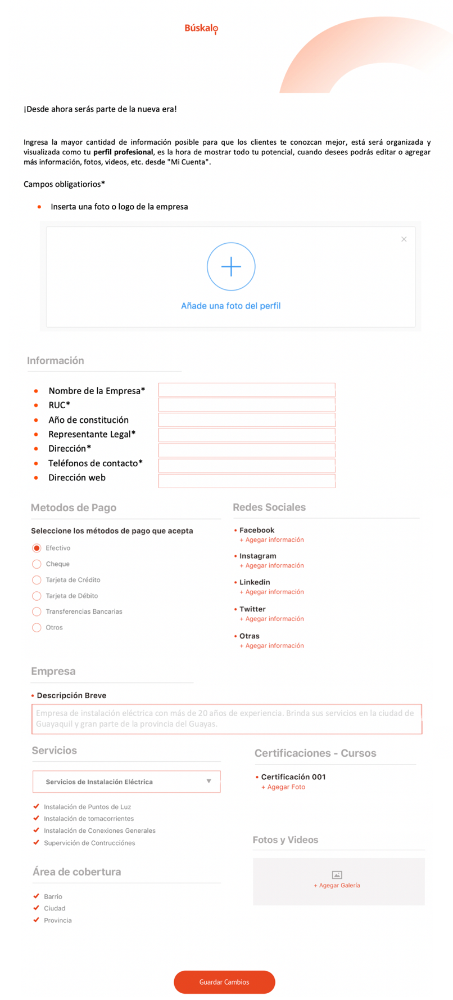 Búskalo
¡Desde ahora serás parte de la nueva era!
Ingresa la mayor cantidad de información posible para que los clientes te conozcan mejor, está será organizada y
visualizada como tu perfil profesional, es la hora de mostrar todo tu potencial, cuando desees podrás editar o agregar
más información, fotos, videos, etc. desde "Mi Cuenta".
Campos obligatiorios*
• Inserta una foto o logo de la empresa
Añade una foto del perfil
Información
• Nombre de la Empresa*
• RUC*
• Año de constitución
• Representante Legal*
• Dirección*
• Teléfonos de contacto*
• Dirección web
Metodos de Pago
Seleccione los métodos de pago que acepta
Efectivo
Cheque
Tarjeta de Crédito
Tarjeta de Débito
Transferencias Bancarias
Otros
Redes Sociales
• Facebook
+ Agegar información
• Instagram
+ Agegar información
• Linkedin
+ Agegar información
• Twitter
+ Agegar información
• Otras
+ Agegar información
Empresa
• Descripción Breve
Empresa de instalación eléctrica con más de 20 años de experiencia. Brinda sus servicios en la ciudad de
Guayaquil y gran parte de la provincia del Guayas.
Servicios
Servicios de Instalación Eléctrica
Instalación de Puntos de Luz
Instalación de tomacorrientes
Instalación de Conexiones Generales
Supervición de Contrucciónes
Certificaciones - Cursos
• Certificación 001
+ Agegar Foto
Fotos y Videos
+ Agegar Galería
Área de cobertura
Barrio
Ciudad
Provincia
Guardar Cambios